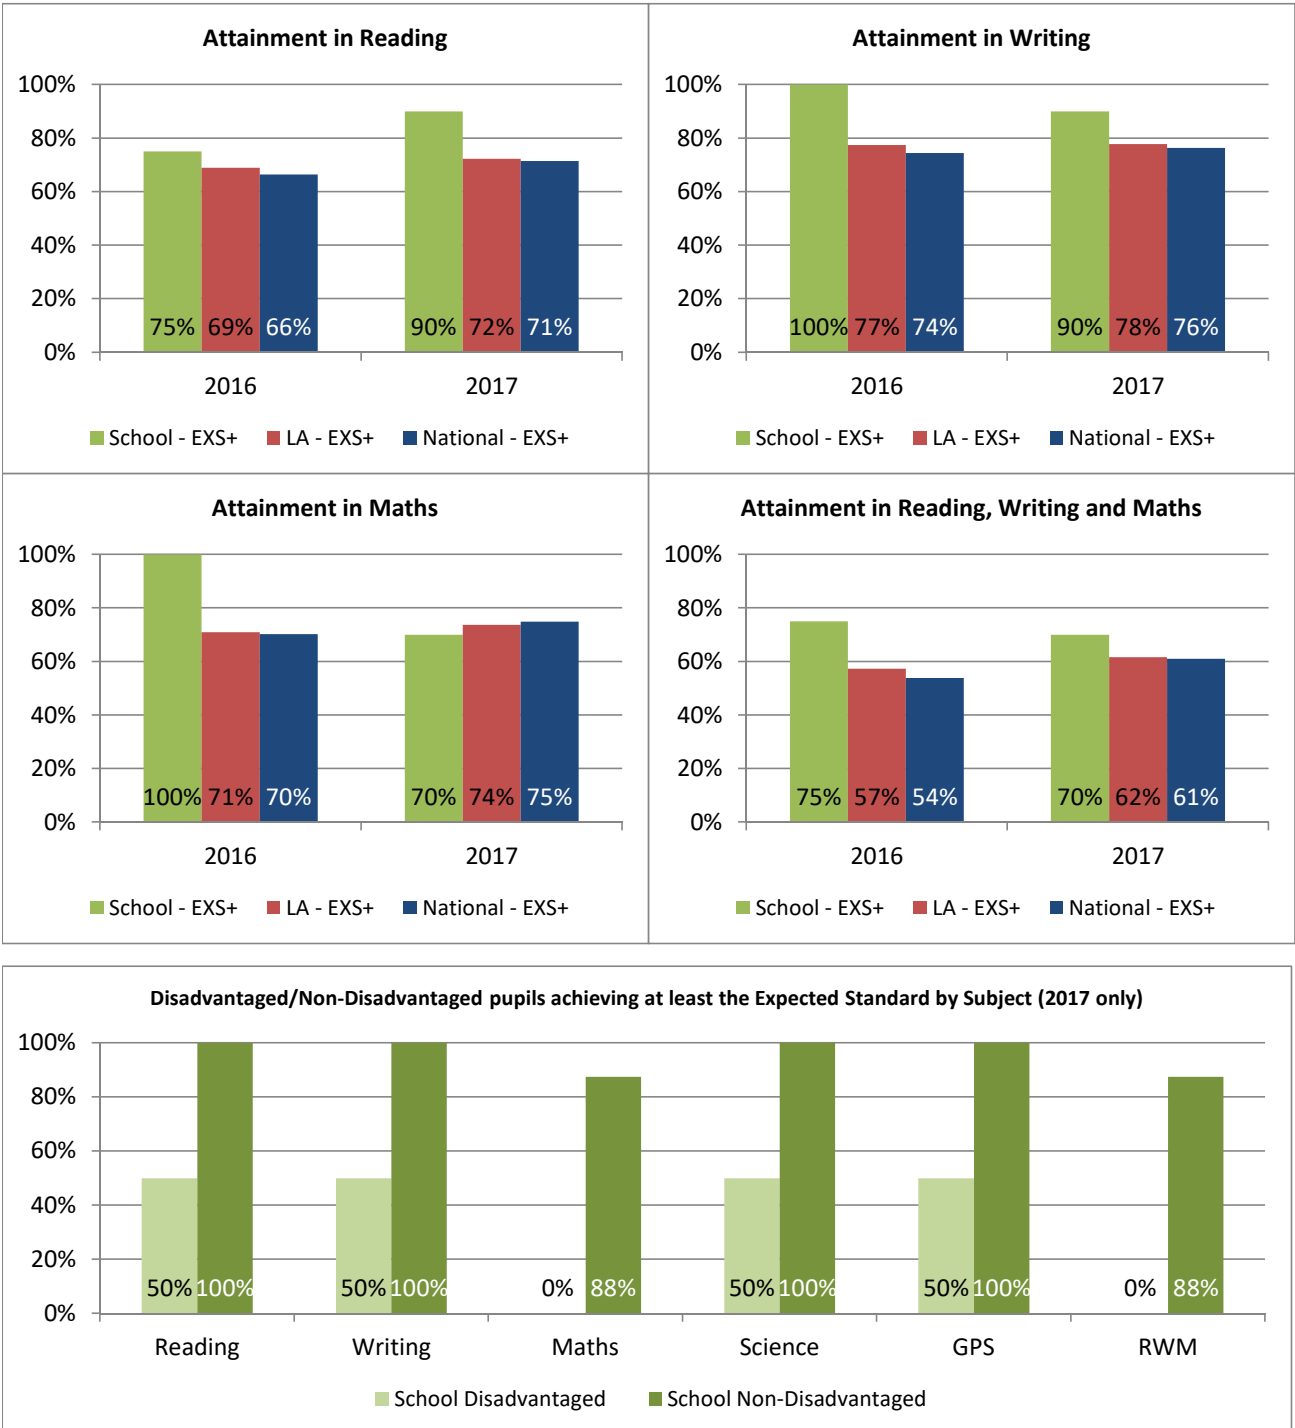 Attainment in Reading
100%
80%
60%
40%
20%
0%
75% 69% 66% 90% 72% 71%
2016 2017
School - EXS+ LA - EXS+ National - EXS+
Attainment in Writing
100%
80%
60%
40%
20%
0%
100% 77% 74% 90% 78% 76%
2016 2017
School - EXS+ LA - EXS+ National - EXS+
Attainment in Maths
100%
80%
60%
40%
20%
0%
100% 71% 70% 70% 74% 75%
2016 2017
School - EXS+ LA - EXS+ National - EXS+
Attainment in Reading, Writing and Maths
100%
80%
60%
40%
20%
0%
75% 57% 54% 70% 62% 61%
2016 2017
School - EXS+ LA - EXS+ National - EXS+
Disadvantaged/Non-Disadvantaged pupils achieving at least the Expected Standard by Subject (2017 only)
100%
80%
60%
40%
20%
0%
50% 100% 50% 100% 0% 88% 50% 100% 50% 100% 0% 88%
Reading Writing Maths Science GPS RWM
School Disadvantaged School Non-Disadvantaged